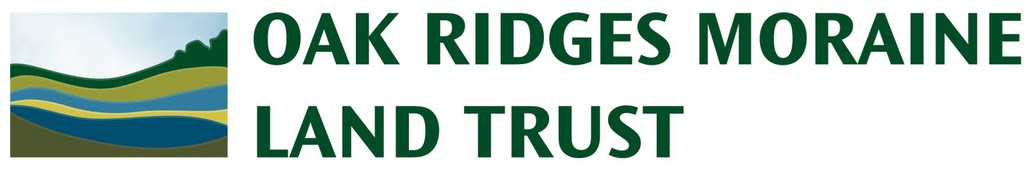 OAK RIDGES MORAINE
LAND TRUST